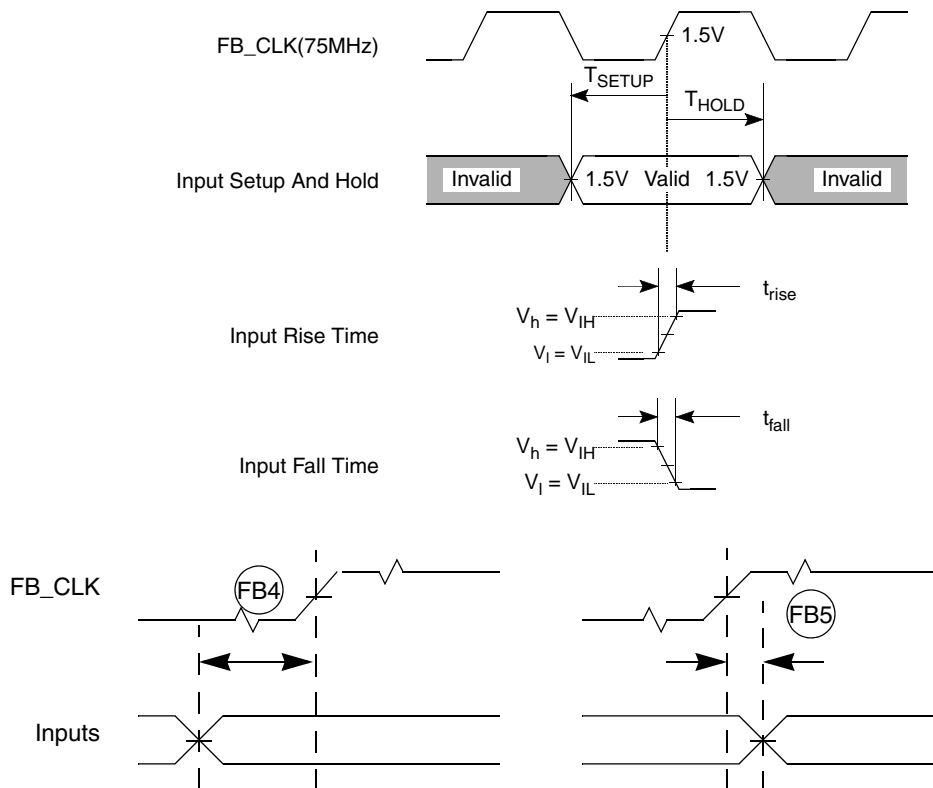 FB_CLK(75MHz)
1.5V
TSETUP
THOLD
Input Setup And Hold
Invalid
1.5V Valid 1.5V
Invalid
trise
Vh = VIH
Input Rise Time
Vl = VIL
tfall
Vh = VIH
Input Fall Time
Vl = VIL
FB_CLK
FB4
FB5
Inputs